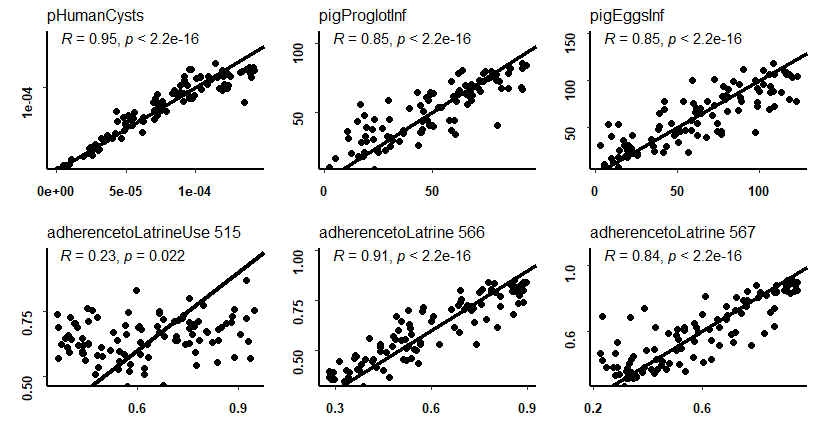 pHumanCysts
R = 0.95, p < 2.2e-16
1e-04
0e+00 5e-05 1e-04
pigProglotInf
R = 0.85, p < 2.2e-16
100
50
0 50
pigEggsInf
R = 0.85, p < 2.2e-16
150
100
50
0 50 100
adherencetoLatrineUse 515
R = 0.23, p = 0.022
0.75
0.50
0.6 0.9
adherencetoLatrine 566
R = 0.91, p < 2.2e-16
1.00
0.75
0.50
0.3 0.6 0.9
adherencetoLatrine 567
R = 0.84, p < 2.2e-16
1.0
0.6
0.2 0.6